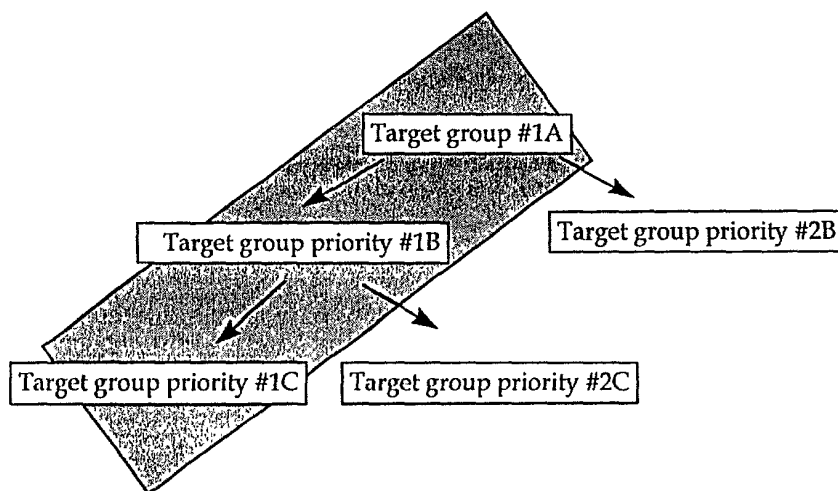 Target group #1A
Target group priority #1B
Target group priority #2B
Target group priority #1C
Target group priority #2C